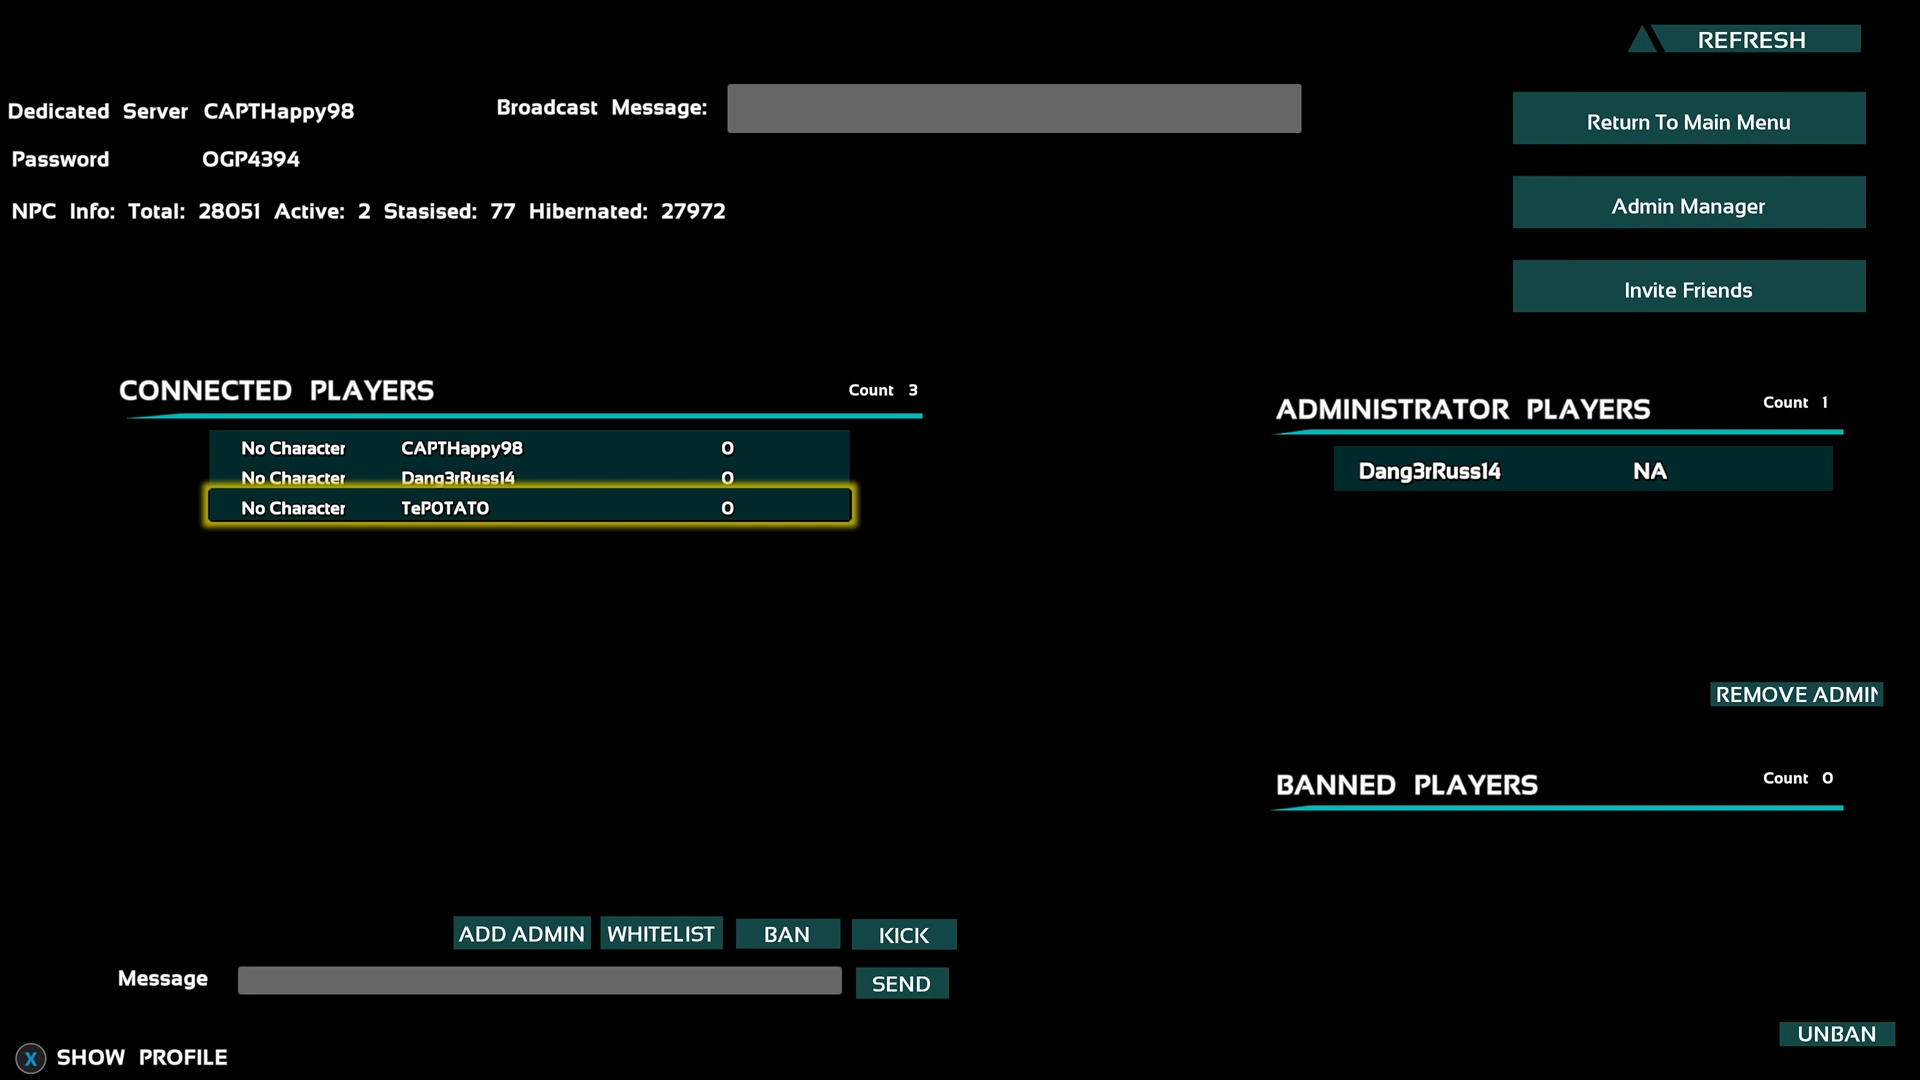 REFRESH
Dedicated Server CAPTHappy98
Broadcast Message:
Return To Main Menu
Password OGP4394
Admin Manager
NPC Info: Total: 28051 Active: 2 Stasised: 77 Hibernated: 27972
Invite Friends
CONNECTED PLAYERS Count 3
No Character CAPTHappy98 0
No Character Dang3rRuss14 0
No Character TePOTATO 0
ADMINISTRATOR PLAYERS Count 1
Dang3rRuss14 NA
REMOVE ADMIN
BANNED PLAYERS Count 0
ADD ADMIN WHITELIST BAN KICK
Message SEND
UNBAN
X SHOW PROFILE